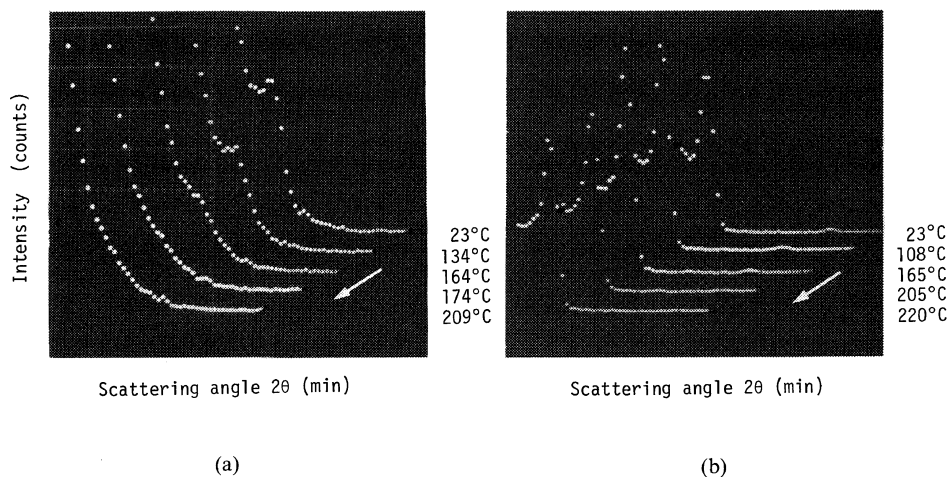 Intensity (counts)
23°C
134°C
164°C
174°C
209°C
Scattering angle 2θ (min)
(a)
23°C
108°C
165°C
205°C
220°C
Scattering angle 2θ (min)
(b)